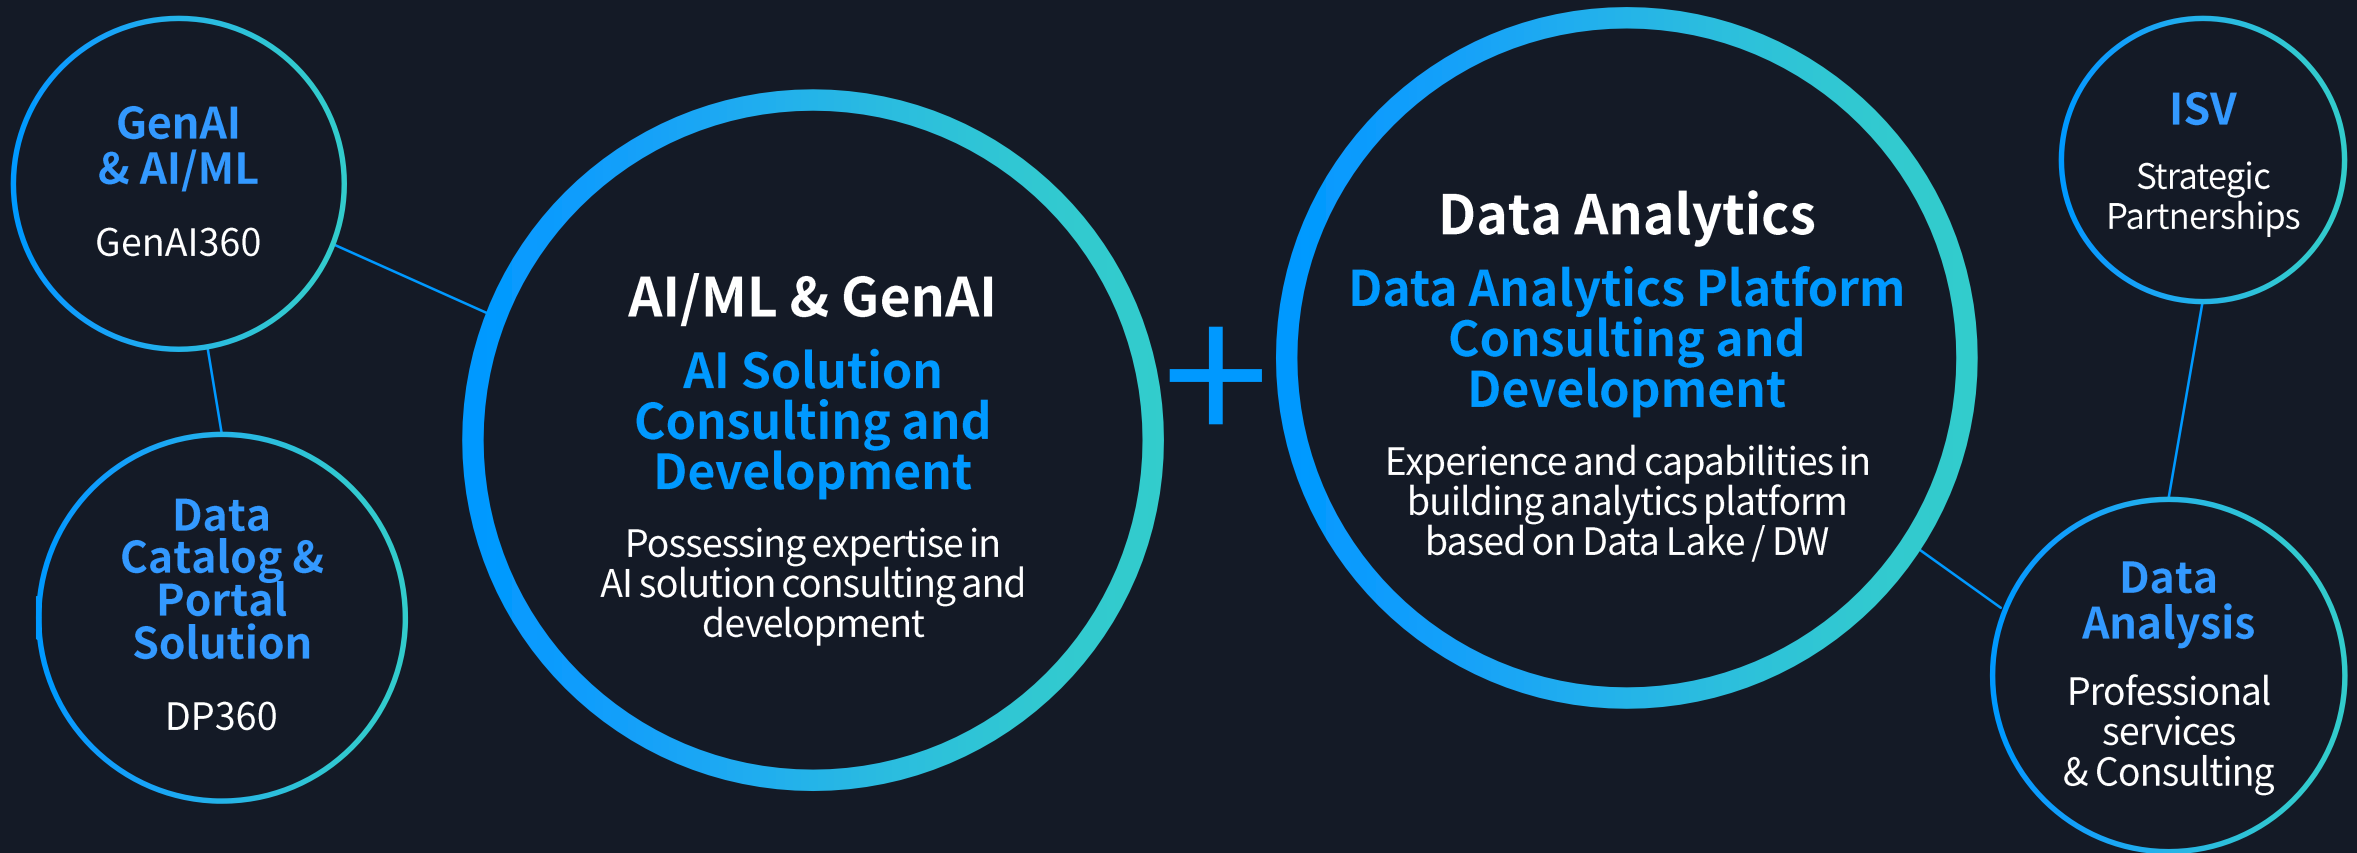 GenAI
& AI/ML
GenAI360
Data
Catalog &
Portal
Solution
DP360
AI/ML & GenAI
AI Solution
Consulting and
Development
Possessing expertise in
AI solution consulting and
development
+
Data Analytics
Data Analytics Platform
Consulting and
Development
Experience and capabilities in
building analytics platform
based on Data Lake / DW
ISV
Strategic
Partnerships
Data
Analysis
Professional
services
& Consulting